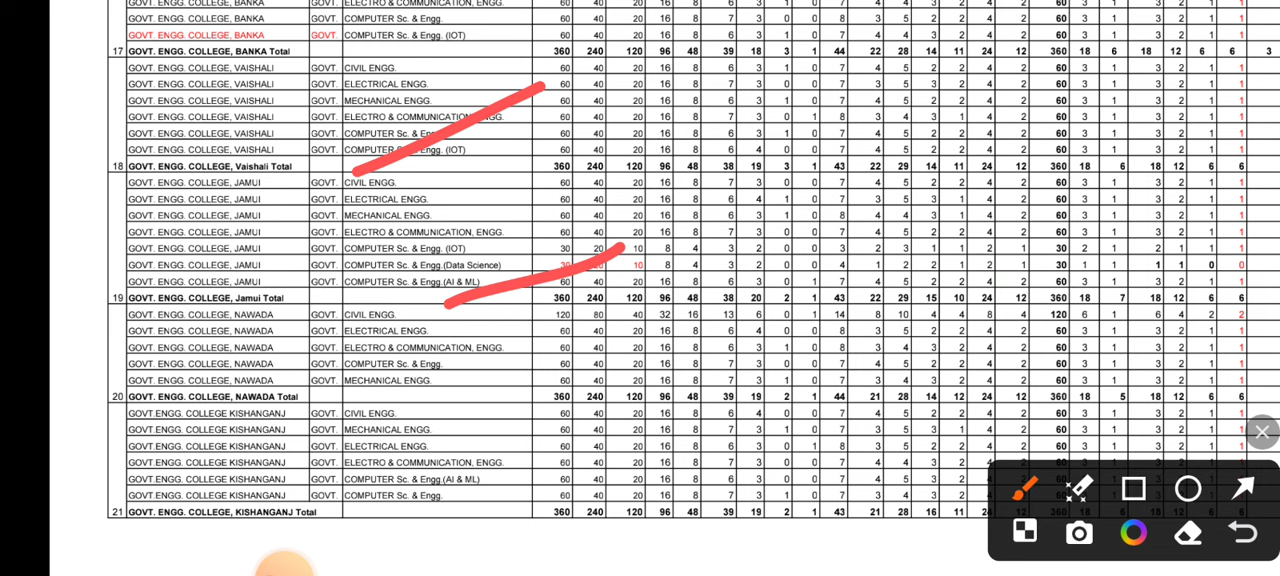 GOVT. ENGG. COLLEGE, BANKA GOVT. ELECTRO & COMMUNICATION, ENGG. 60 40 20 16 8 6 3 1 0 7 4 4 3 2 4 2 60 3 1 3 2 1 1
GOVT. ENGG. COLLEGE, BANKA GOVT. COMPUTER Sc. & Engg. 60 40 20 16 8 7 3 0 0 8 3 5 2 2 4 2 60 3 1 3 2 1 1
GOVT. ENGG. COLLEGE, BANKA GOVT. COMPUTER Sc. & Engg. (IOT) 60 40 20 16 8 6 3 1 0 7 4 4 3 2 4 2 60 3 1 3 2 1 1
17 GOVT. ENGG. COLLEGE, BANKA Total 360 240 120 96 48 39 18 3 1 44 22 28 14 11 24 12 360 18 6 18 12 6 6 3
GOVT. ENGG. COLLEGE, VAISHALI GOVT. CIVIL ENGG. 60 40 20 16 8 6 3 1 0 7 4 5 2 2 4 2 60 3 1 3 2 1 1
GOVT. ENGG. COLLEGE, VAISHALI GOVT. ELECTRICAL ENGG. 60 40 20 16 8 7 3 0 0 7 3 5 2 2 4 2 60 3 1 3 2 1 1
GOVT. ENGG. COLLEGE, VAISHALI GOVT. MECHANICAL ENGG. 60 40 20 16 8 6 3 1 0 7 4 5 2 2 4 2 60 3 1 3 2 1 1
GOVT. ENGG. COLLEGE, VAISHALI GOVT. ELECTRO & COMMUNICATION, ENGG. 60 40 20 16 8 6 3 0 1 8 3 4 3 1 4 2 60 3 1 3 2 1 1
GOVT. ENGG. COLLEGE, VAISHALI GOVT. COMPUTER Sc. & Engg. 60 40 20 16 8 7 3 1 0 7 4 5 2 2 4 2 60 3 1 3 2 1 1
GOVT. ENGG. COLLEGE, VAISHALI GOVT. COMPUTER Engg. (IOT) 60 40 20 16 8 6 4 0 0 7 4 5 3 2 4 2 60 3 1 3 2 1 1
18 GOVT. ENGG. COLLEGE, Vaishali Total 360 240 120 96 48 38 19 3 1 43 22 29 14 11 24 12 360 18 6 18 12 6 6
GOVT. ENGG. COLLEGE, JAMUI GOVT. CIVIL ENGG. 60 40 20 16 8 7 3 0 0 7 4 5 2 2 4 2 60 3 1 3 2 1 1
GOVT. ENGG. COLLEGE, JAMUI GOVT. ELECTRICAL ENGG. 60 40 20 16 8 6 4 1 0 7 3 5 3 1 4 2 60 3 1 3 2 1 1
GOVT. ENGG. COLLEGE, JAMUI GOVT. MECHANICAL ENGG. 60 40 20 16 8 6 3 1 0 8 4 4 3 1 4 2 60 3 1 3 2 1 1
GOVT. ENGG. COLLEGE, JAMUI GOVT. ELECTRO & COMMUNICATION, ENGG. 60 40 20 16 8 7 3 0 0 7 4 5 2 2 4 2 60 3 1 3 2 1 1
GOVT. ENGG. COLLEGE, JAMUI GOVT. COMPUTER Sc. & Engg. (IOT) 30 20 10 8 4 3 2 0 0 3 2 3 1 1 2 1 30 2 1 2 1 1 1
GOVT. ENGG. COLLEGE, JAMUI GOVT. COMPUTER Sc. & Engg.(Data Science) 10 8 4 3 2 0 0 4 1 2 2 1 2 1 30 1 1 1 1 0 0
GOVT. ENGG. COLLEGE, JAMUI GOVT. COMPUTER Sc. & Engg.(AI & ML) 60 40 20 16 8 6 3 0 1 7 4 5 2 2 4 2 60 3 1 3 2 1 1
19 GOVT. ENGG. COLLEGE, Jamui Total 360 240 120 96 48 38 20 2 1 43 22 29 15 10 24 12 360 18 7 18 12 6 6
GOVT. ENGG. COLLEGE, NAWADA GOVT. CIVIL ENGG. 120 80 40 32 16 13 6 0 1 14 8 10 4 4 8 4 120 6 1 6 4 2 2
GOVT. ENGG. COLLEGE, NAWADA GOVT. ELECTRICAL ENGG. 60 40 20 16 8 6 4 0 0 8 3 5 2 2 4 2 60 3 1 3 2 1 1
GOVT. ENGG. COLLEGE, NAWADA GOVT. ELECTRO & COMMUNICATION, ENGG. 60 40 20 16 8 6 3 1 0 8 3 4 3 2 4 2 60 3 1 3 2 1 1
GOVT. ENGG. COLLEGE, NAWADA GOVT. COMPUTER Sc. & Engg. 60 40 20 16 8 7 3 0 0 7 4 5 2 2 4 2 60 3 1 3 2 1 1
GOVT. ENGG. COLLEGE, NAWADA GOVT. MECHANICAL ENGG. 60 40 20 16 8 7 3 1 0 7 3 4 3 2 4 2 60 3 1 3 2 1 1
20 GOVT. ENGG. COLLEGE, NAWADA Total 360 240 120 96 48 39 19 2 1 44 21 28 14 12 24 12 360 18 5 18 12 6 6
GOVT.ENGG. COLLEGE KISHANGANJ GOVT. CIVIL ENGG. 60 40 20 16 8 6 4 0 0 7 4 5 2 2 4 2 60 3 1 3 2 1 1
GOVT.ENGG. COLLEGE KISHANGANJ GOVT. MECHANICAL ENGG. 60 40 20 16 8 7 3 1 0 7 3 5 3 1 4 2 60 3 1 3 2 1 1
GOVT.ENGG. COLLEGE KISHANGANJ GOVT. ELECTRICAL ENGG. 60 40 20 16 8 6 3 0 1 8 3 5 2 2 4 2 60 3 1 3 2 1 1
GOVT.ENGG. COLLEGE KISHANGANJ GOVT. ELECTRO & COMMUNICATION, ENGG. 60 40 20 16 8 7 3 0 0 7 4 4 3 2
GOVT.ENGG. COLLEGE KISHANGANJ GOVT. COMPUTER Sc. & Engg.(AI & ML) 60 40 20 16 8 6 3 0 0 7 4 5 3 2
GOVT.ENGG. COLLEGE KISHANGANJ GOVT. COMPUTER Sc. & Engg. 60 40 20 16 8 7 3 1 0 7 3 4 3 2
21 GOVT. ENGG. COLLEGE, KISHANGANJ Total 360 240 120 96 48 39 19 2 1 43 21 28 16 11